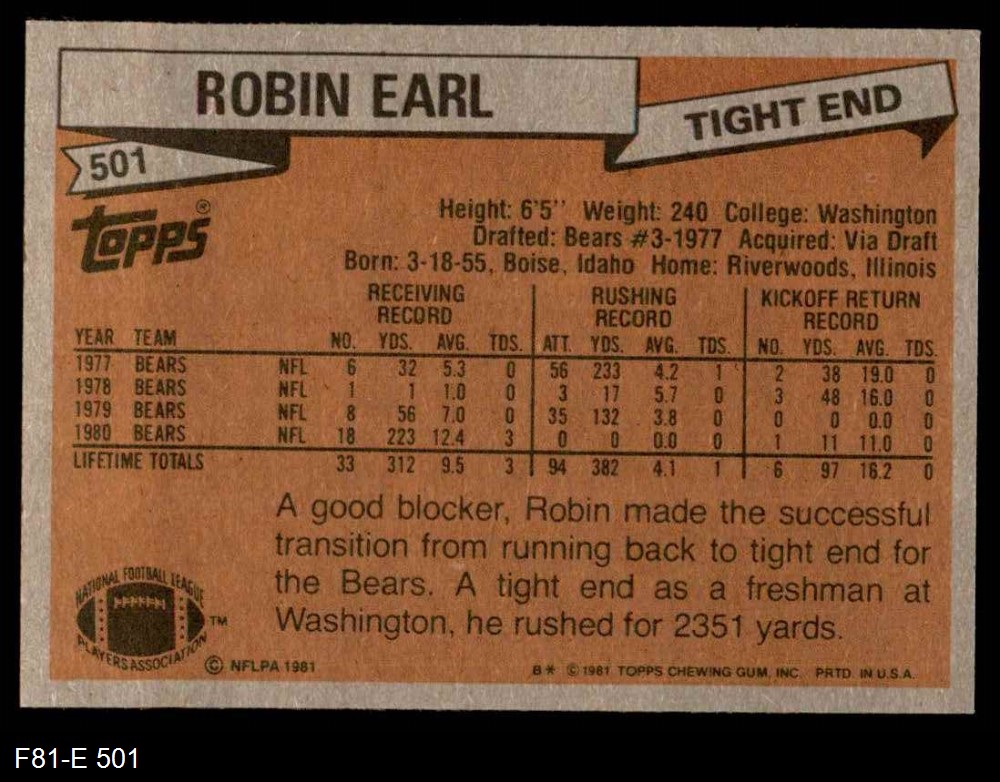 ROBIN EARL
TIGHT END
501
topps®
Height: 6'5'' Weight: 240 College: Washington
Drafted: Bears #3-1977 Acquired: Via Draft
Born: 3-18-55, Boise, Idaho Home: Riverwoods, Illinois
RECEIVING RECORD RUSHING RECORD KICKOFF RETURN RECORD
YEAR TEAM NO. YDS. AVG. TDS. ATT. YDS. AVG. TDS. NO. YDS. AVG. TDS.
1977 BEARS NFL 6 32 5.3 0 56 233 4.2 1 2 38 19.0 0
1978 BEARS NFL 1 1 1.0 0 3 17 5.7 0 3 48 16.0 0
1979 BEARS NFL 8 56 7.0 0 35 132 3.8 0 0 0 0.0 0
1980 BEARS NFL 18 223 12.4 3 0 0 0.0 0 1 11 11.0 0
LIFETIME TOTALS 33 312 9.5 3 94 382 4.1 1 6 97 16.2 0
A good blocker, Robin made the successful
transition from running back to tight end for
the Bears. A tight end as a freshman at
Washington, he rushed for 2351 yards.
NATIONAL FOOTBALL LEAGUE
PLAYERS ASSOCIATION
TM
© NFLPA 1981
B* © 1981 TOPPS CHEWING GUM, INC. PRTD. IN U.S.A.
F81-E 501